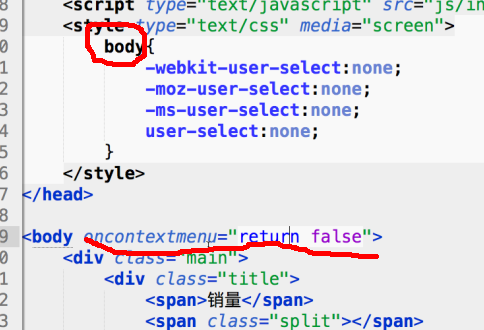 8 <script type="text/javascript" src="js/in
9 <style type="text/css" media="screen">
0 body{
1 -webkit-user-select:none;
2 -moz-user-select:none;
3 -ms-user-select:none;
4 user-select:none;
5 }
6 </style>
7 </head>
8
9 <body oncontextmenu="return false">
0 <div class="main">
1 <div class="title">
2 <span>销量</span>
3 <span class="split"></span>